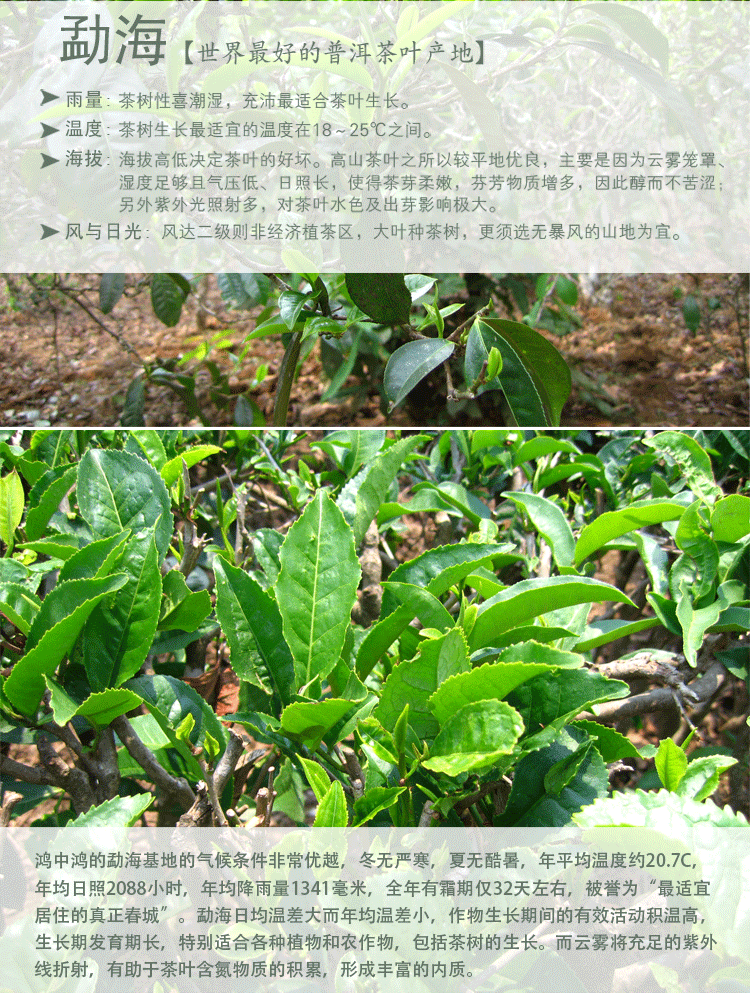 勐海【世界最好的普洱茶叶产地】
➤ 雨量：茶树性喜潮湿，充沛最适合茶叶生长。
➤ 温度：茶树生长最适宜的温度在18～25℃之间。
➤ 海拔：海拔高低决定茶叶的好坏。高山茶叶之所以较平地优良，主要是因为云雾笼罩、
湿度足够且气压低、日照长，使得茶芽柔嫩，芬芳物质增多，因此醇而不苦涩；
另外紫外光照射多，对茶叶水色及出芽影响极大。
➤ 风与日光：风达二级则非经济植茶区，大叶种茶树，更须选无暴风的山地为宜。
鸿中鸿的勐海基地的气候条件非常优越，冬无严寒，夏无酷暑，年平均温度约20.7C，
年均日照2088小时，年均降雨量1341毫米，全年有霜期仅32天左右，被誉为“最适宜
居住的真正春城”。勐海日均温差大而年均温差小，作物生长期间的有效活动积温高，
生长期发育期长，特别适合各种植物和农作物，包括茶树的生长。而云雾将充足的紫外
线折射，有助于茶叶含氮物质的积累，形成丰富的内质。